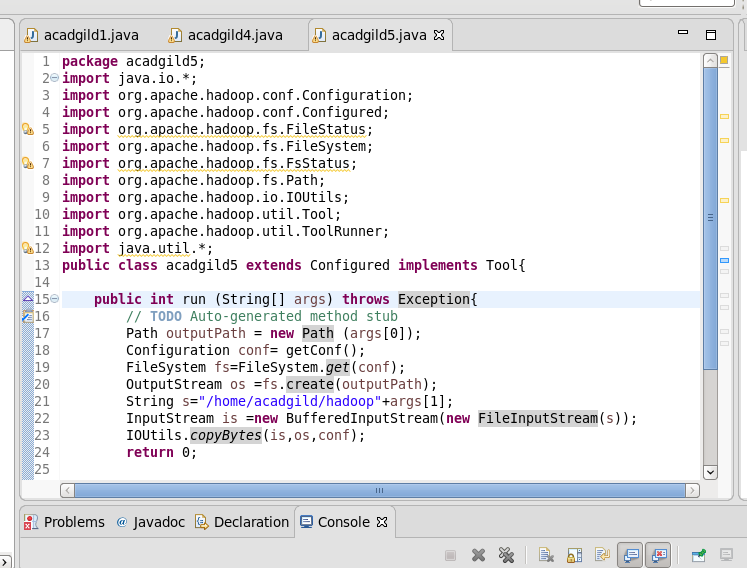 acadgild1.java acadgild4.java acadgild5.java
1 package acadgild5;
2 import java.io.*;
3 import org.apache.hadoop.conf.Configuration;
4 import org.apache.hadoop.conf.Configured;
5 import org.apache.hadoop.fs.FileStatus;
6 import org.apache.hadoop.fs.FileSystem;
7 import org.apache.hadoop.fs.FsStatus;
8 import org.apache.hadoop.fs.Path;
9 import org.apache.hadoop.io.IOUtils;
10 import org.apache.hadoop.util.Tool;
11 import org.apache.hadoop.util.ToolRunner;
12 import java.util.*;
13 public class acadgild5 extends Configured implements Tool{
14
15 public int run (String[] args) throws Exception{
16 // TODO Auto-generated method stub
17 Path outputPath = new Path (args[0]);
18 Configuration conf= getConf();
19 FileSystem fs=FileSystem.get(conf);
20 OutputStream os =fs.create(outputPath);
21 String s="/home/acadgild/hadoop"+args[1];
22 InputStream is =new BufferedInputStream(new FileInputStream(s));
23 IOUtils.copyBytes(is,os,conf);
24 return 0;
25
Problems @ Javadoc Declaration Console